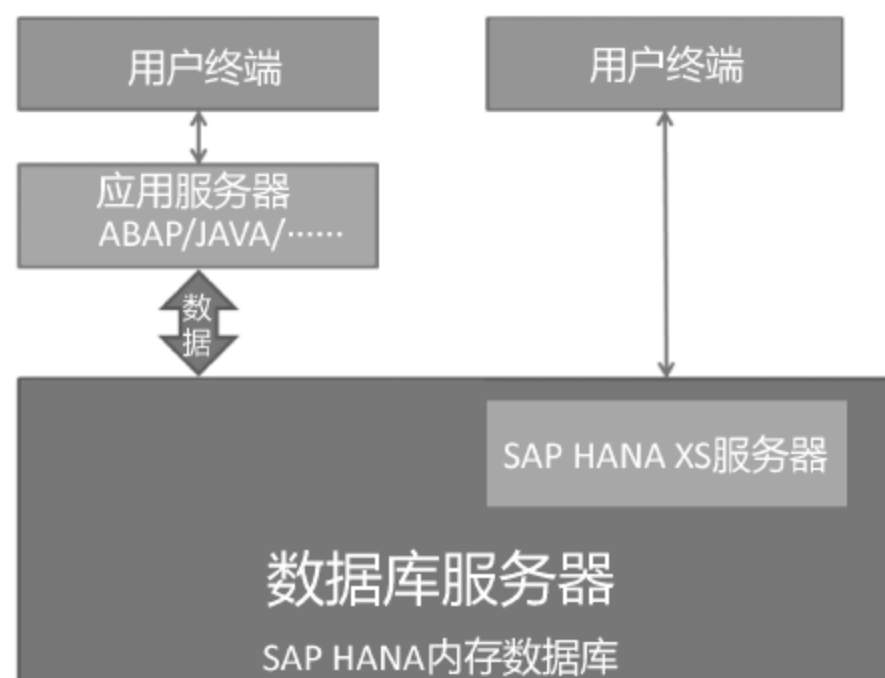 用户终端
用户终端
应用服务器
ABAP/JAVA/……
数
据
SAP HANA XS服务器
数据库服务器
SAP HANA内存数据库